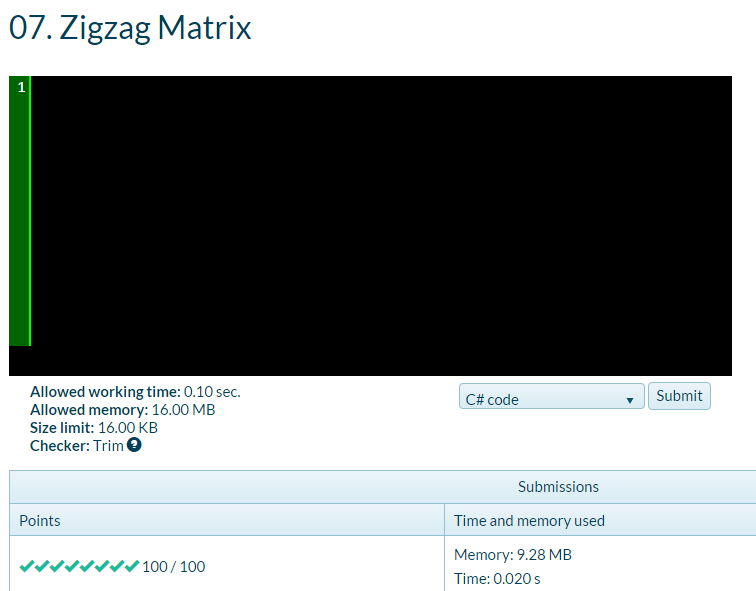 07. Zigzag Matrix
1
Allowed working time: 0.10 sec.
Allowed memory: 16.00 MB
Size limit: 16.00 KB
Checker: Trim ?
C# code
Submit
Submissions
Points
Time and memory used
100 / 100
Memory: 9.28 MB
Time: 0.020 s